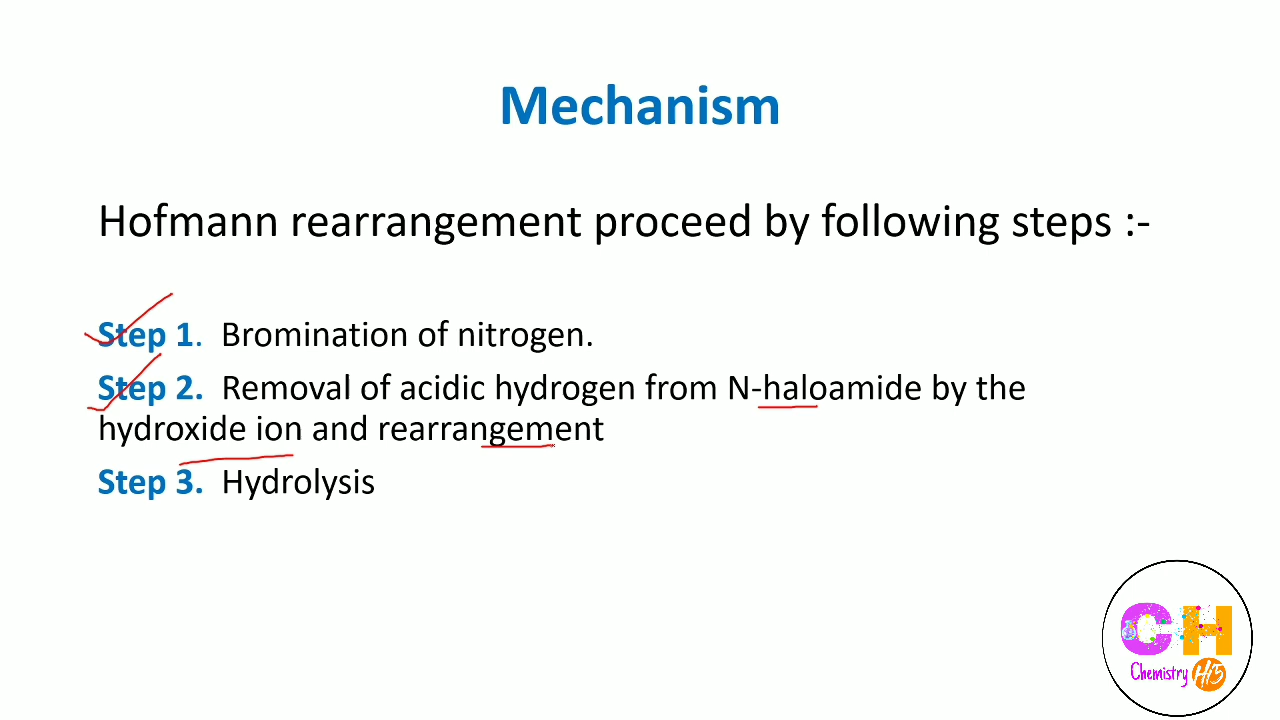 Mechanism
Hofmann rearrangement proceed by following steps :-
Step 1.  Bromination of nitrogen.
Step 2.  Removal of acidic hydrogen from N-haloamide by the
hydroxide ion and rearrangement
Step 3.  Hydrolysis
CH
Chemistry Hi5